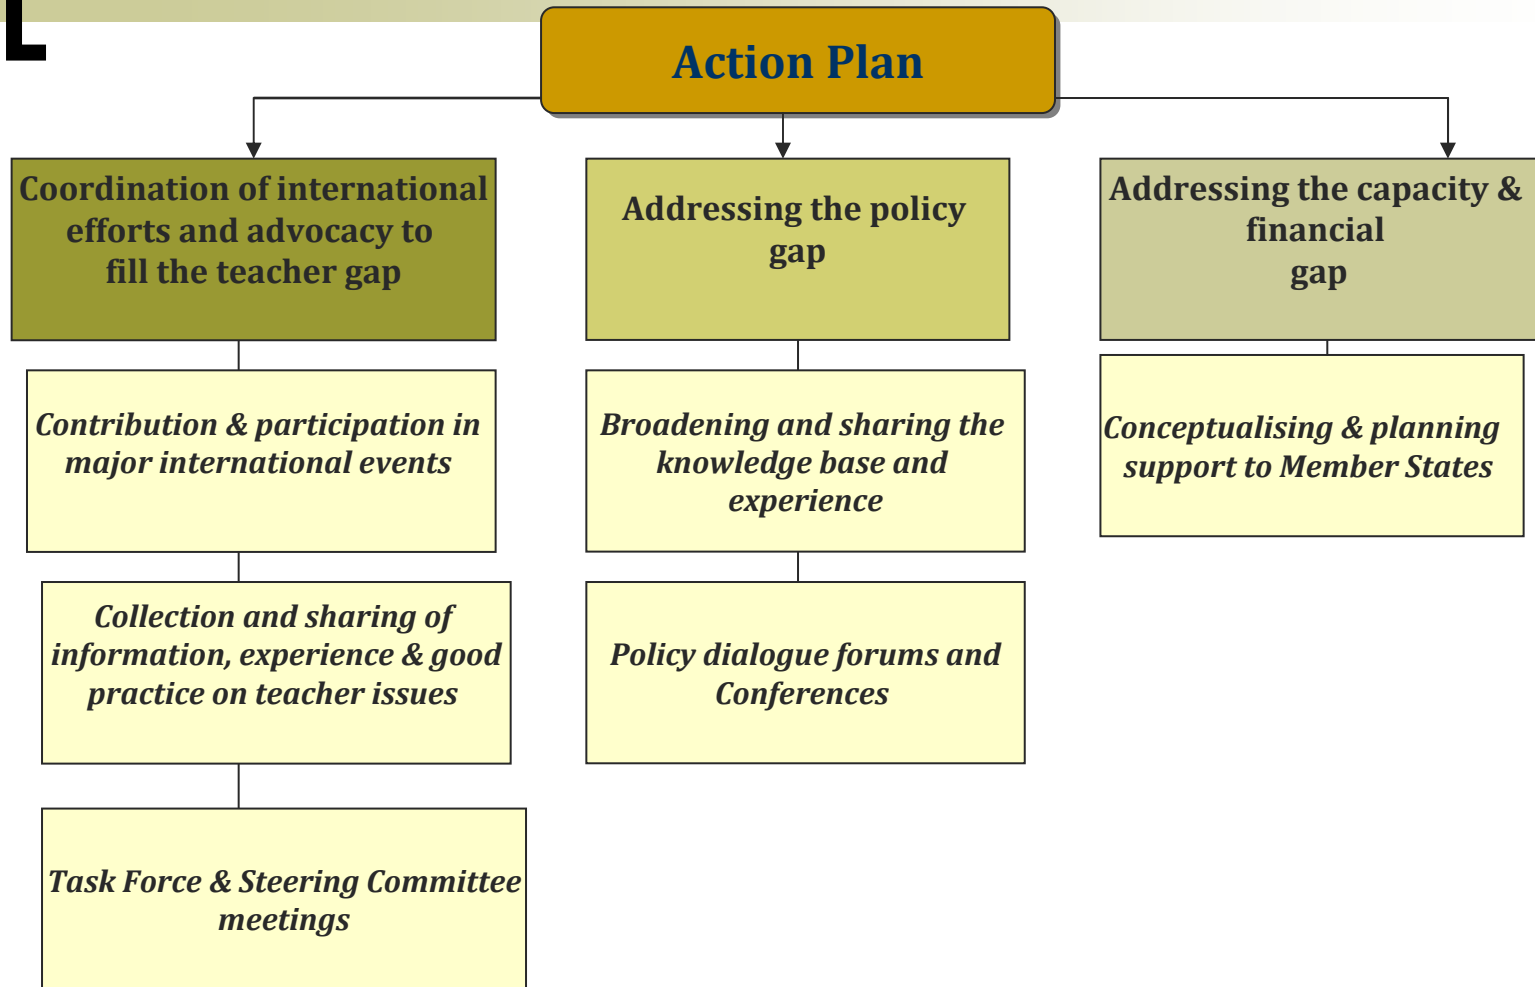 Action Plan
Coordination of international
efforts and advocacy to
fill the teacher gap
Contribution & participation in
major international events
Collection and sharing of
information, experience & good
practice on teacher issues
Task Force & Steering Committee
meetings
Addressing the policy
gap
Broadening and sharing the
knowledge base and
experience
Policy dialogue forums and
Conferences
Addressing the capacity &
financial
gap
Conceptualising & planning
support to Member States